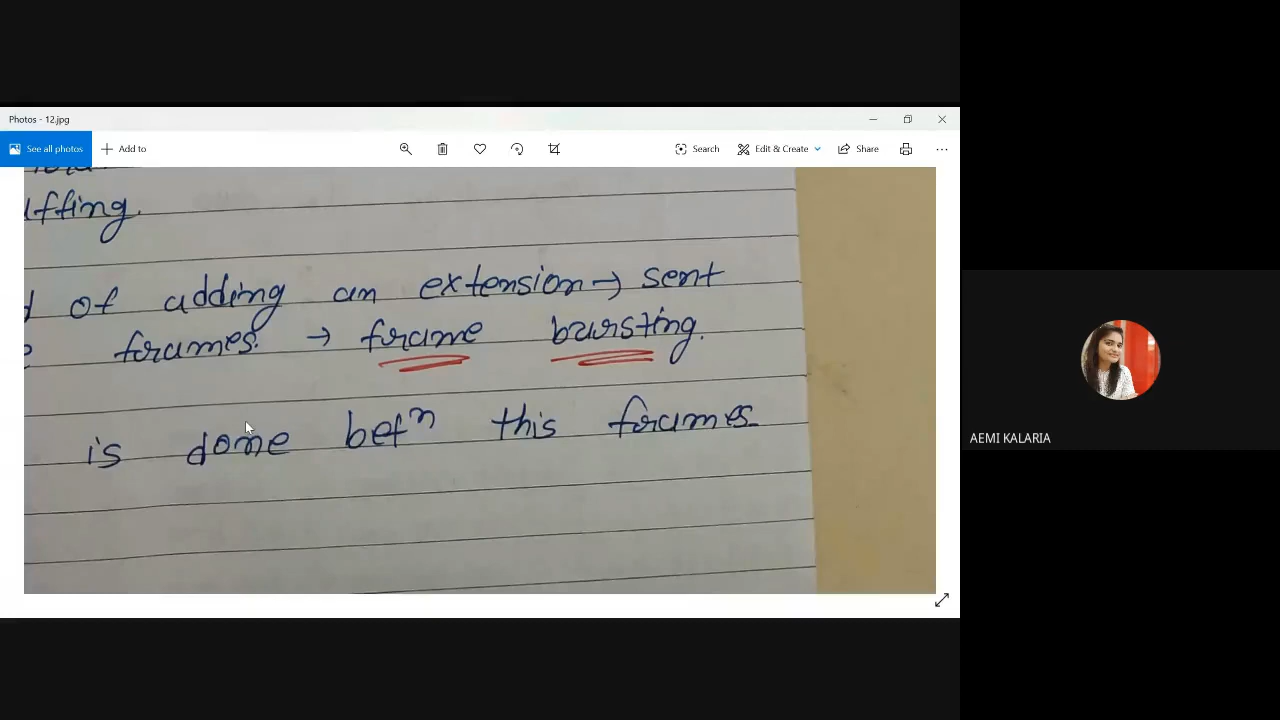 Photos - 12.jpg
See all photos
Add to
Search
Edit & Create
Share
uffing.
of adding an extension → sent
frames. → frame bursting.
is done betn this frames
AEMI KALARIA